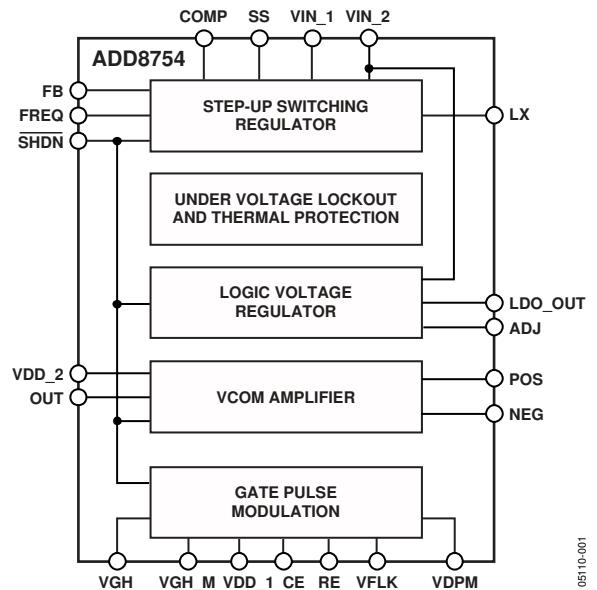 COMP SS VIN_1 VIN_2
ADD8754
FB
FREQ
SHDN
STEP-UP SWITCHING
REGULATOR
LX
UNDER VOLTAGE LOCKOUT
AND THERMAL PROTECTION
LOGIC VOLTAGE
REGULATOR
LDO_OUT
ADJ
VDD_2
OUT
VCOM AMPLIFIER
POS
NEG
GATE PULSE
MODULATION
VGH VGH_M VDD_1 CE RE VFLK VDPM
05110-001